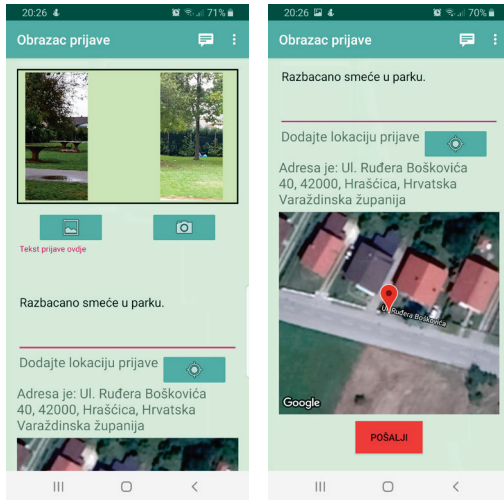 20:26
71%
Obrazac prijave
Tekst prijave ovdje
Razbacano smeće u parku.
Dodajte lokaciju prijave
Adresa je: Ul. Ruđera Boškovića
40, 42000, Hrašćica, Hrvatska
Varaždinska županija
20:26
70%
Obrazac prijave
Razbacano smeće u parku.
Dodajte lokaciju prijave
Adresa je: Ul. Ruđera Boškovića
40, 42000, Hrašćica, Hrvatska
Varaždinska županija
Ul. Ruđera Boškovića
Google
POŠALJI